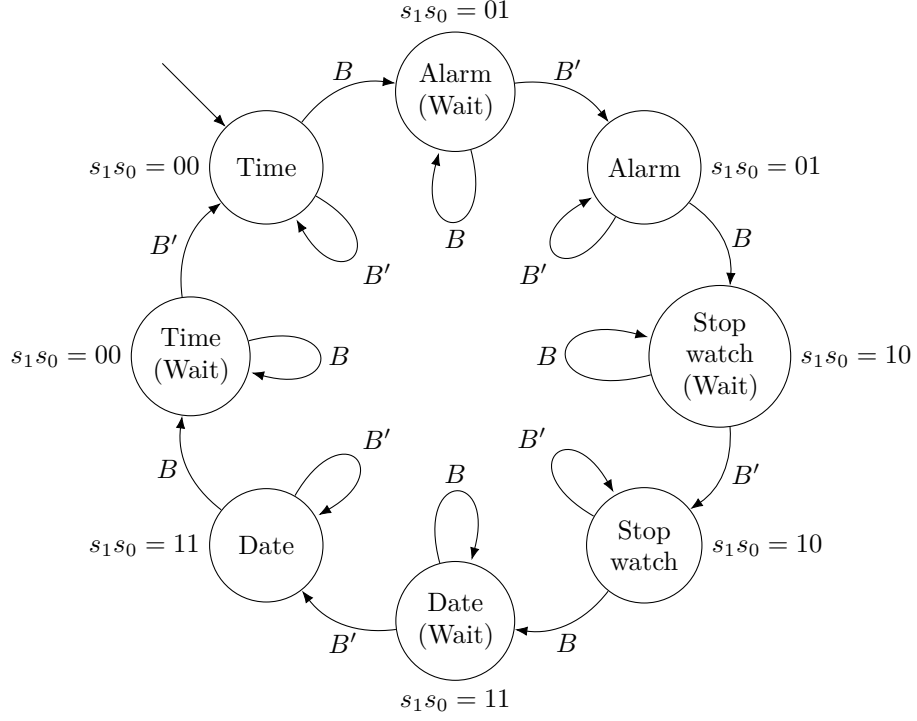 s₁s₀ = 01
B
Alarm
(Wait)
B′
B
s₁s₀ = 00
Time
B′
Alarm
s₁s₀ = 01
B′
B
B′
s₁s₀ = 00
Time
(Wait)
B
B
Stop
watch
(Wait)
s₁s₀ = 10
B
B′
B
B′
B′
s₁s₀ = 11
Date
Stop
watch
s₁s₀ = 10
B′
Date
(Wait)
B
s₁s₀ = 11